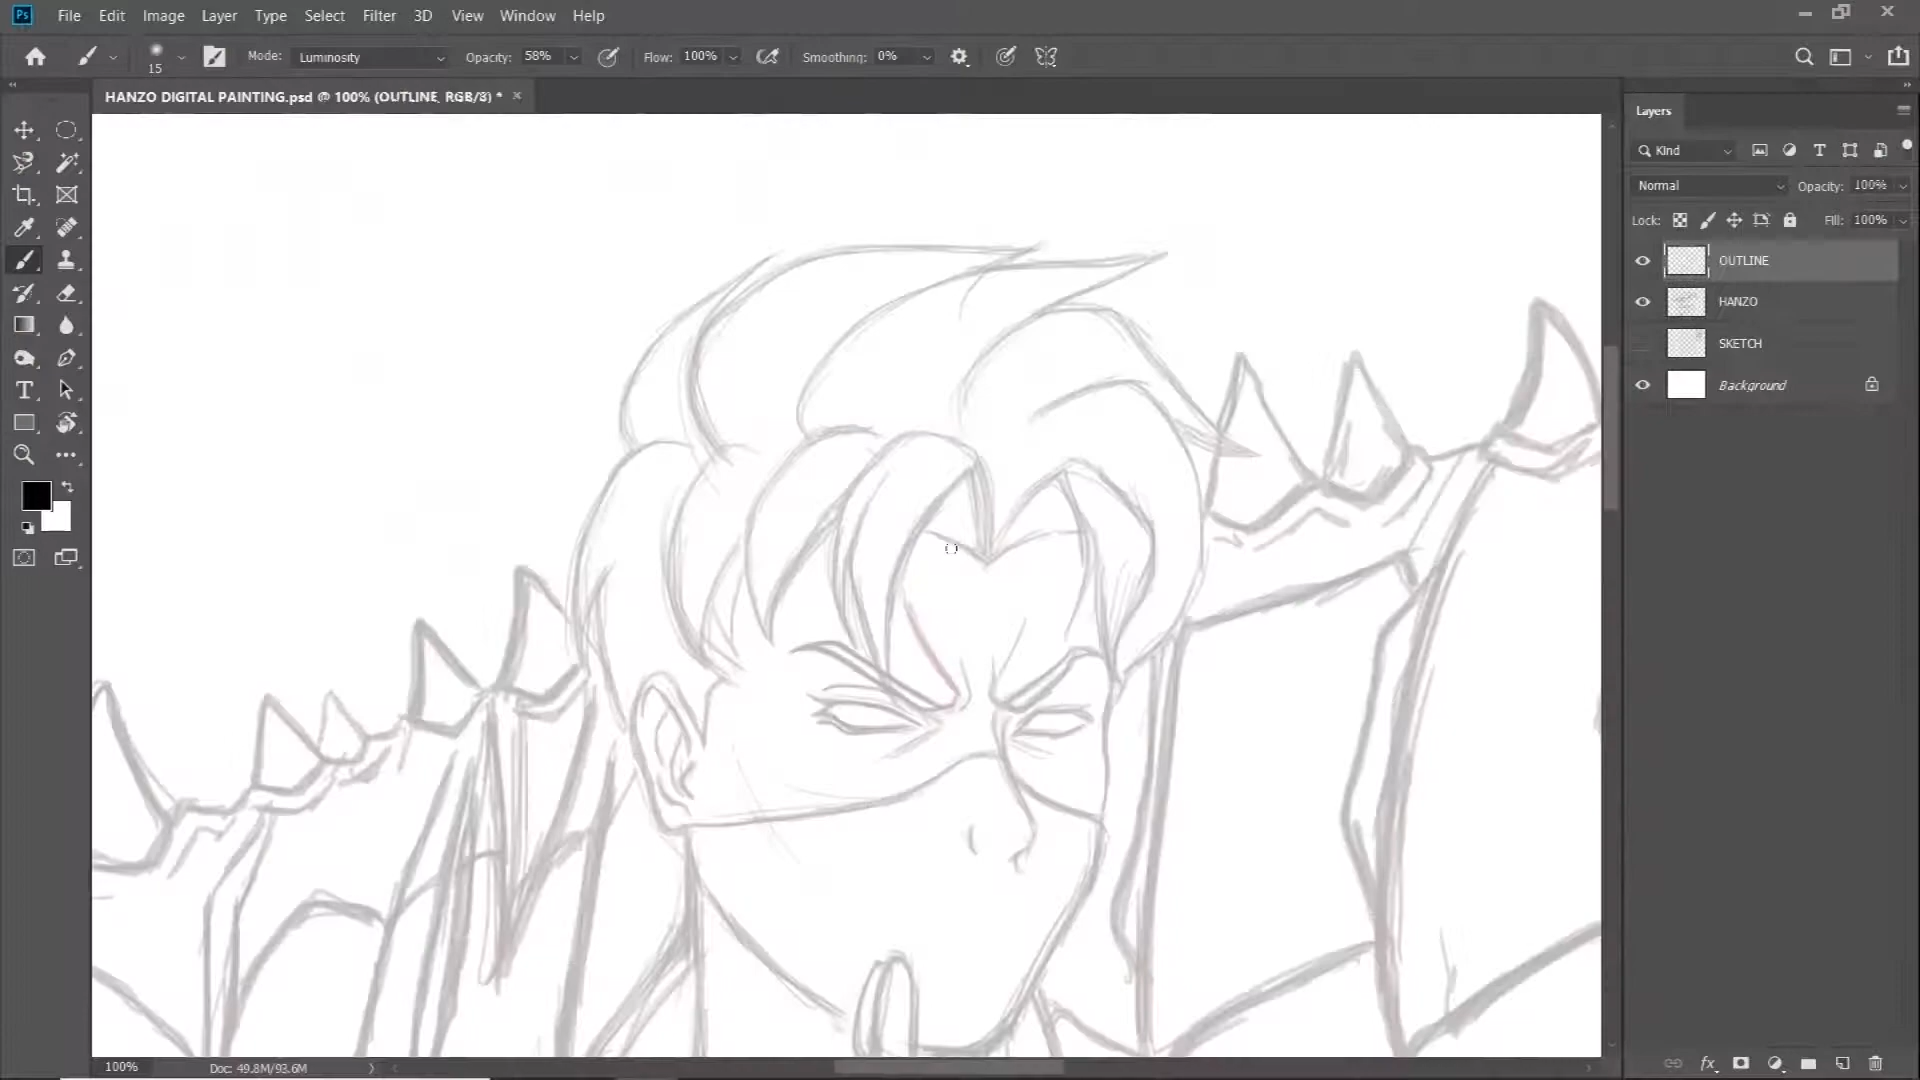 Ps File Edit Image Layer Type Select Filter 3D View Window Help
15 Mode: Luminosity Opacity: 58% Flow: 100% Smoothing: 0%
HANZO DIGITAL PAINTING.psd @ 100% (OUTLINE, RGB/8) * ×
Layers
Kind
Normal Opacity: 100%
Lock: Fill: 100%
OUTLINE
HANZO
SKETCH
Background
100% Doc: 49.8M/93.6M